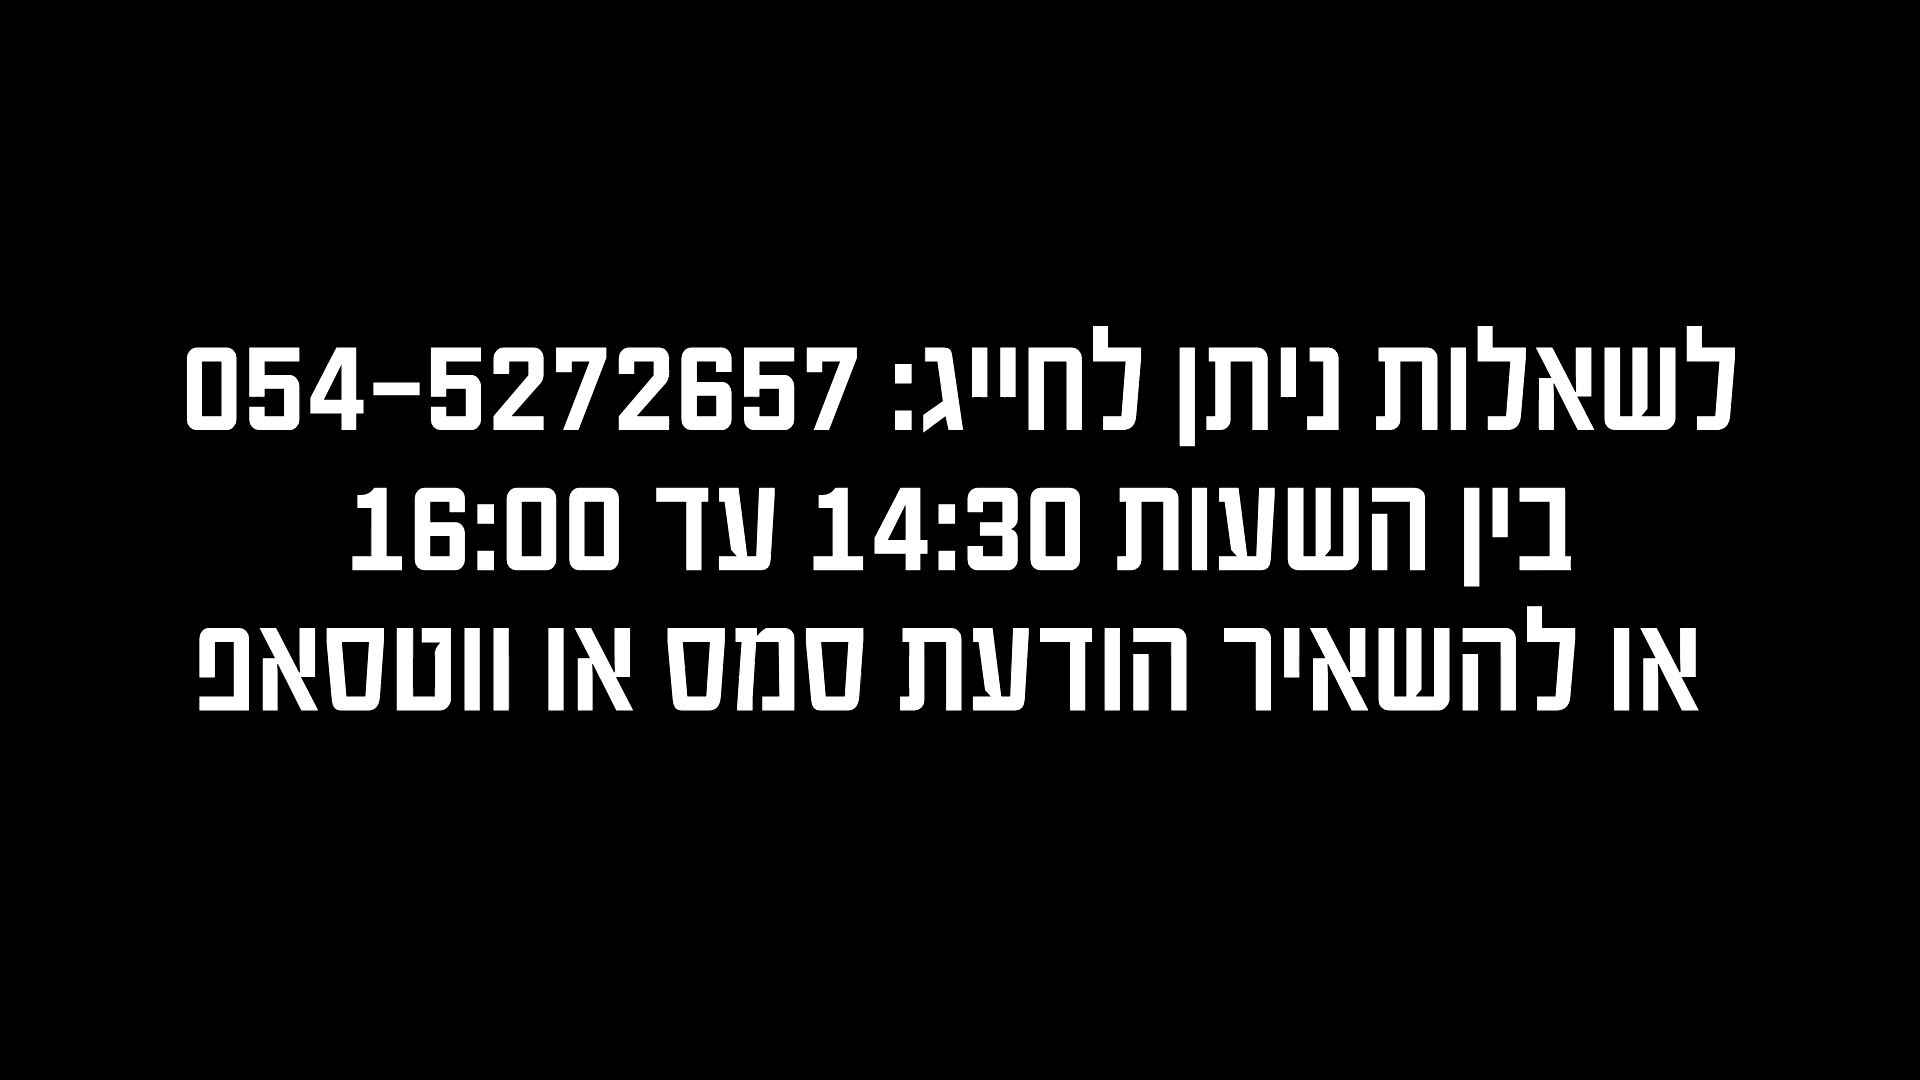 לשאלות ניתן לחייג: 054-5272657
בין השעות 14:30 עד 16:00
או להשאיר הודעת סמס או ווטסאפ